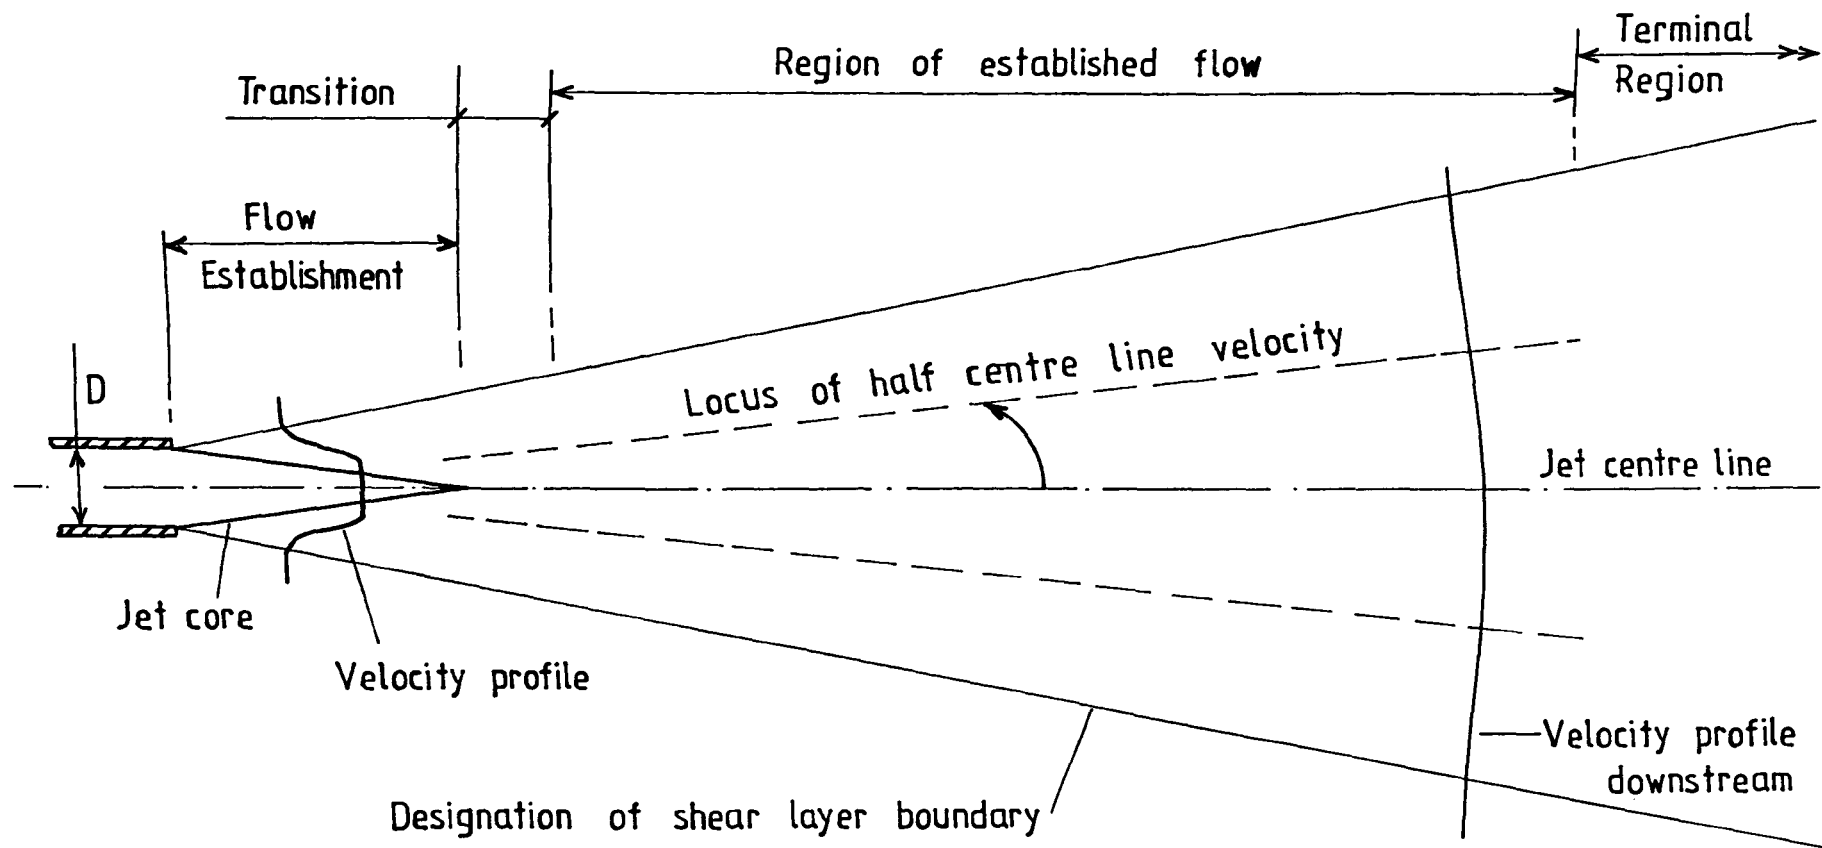 Terminal
Region
Region of established flow
Transition
Flow
Establishment
D
Locus of half centre line velocity
Jet centre line
Jet core
Velocity profile
Velocity profile
downstream
Designation of shear layer boundary